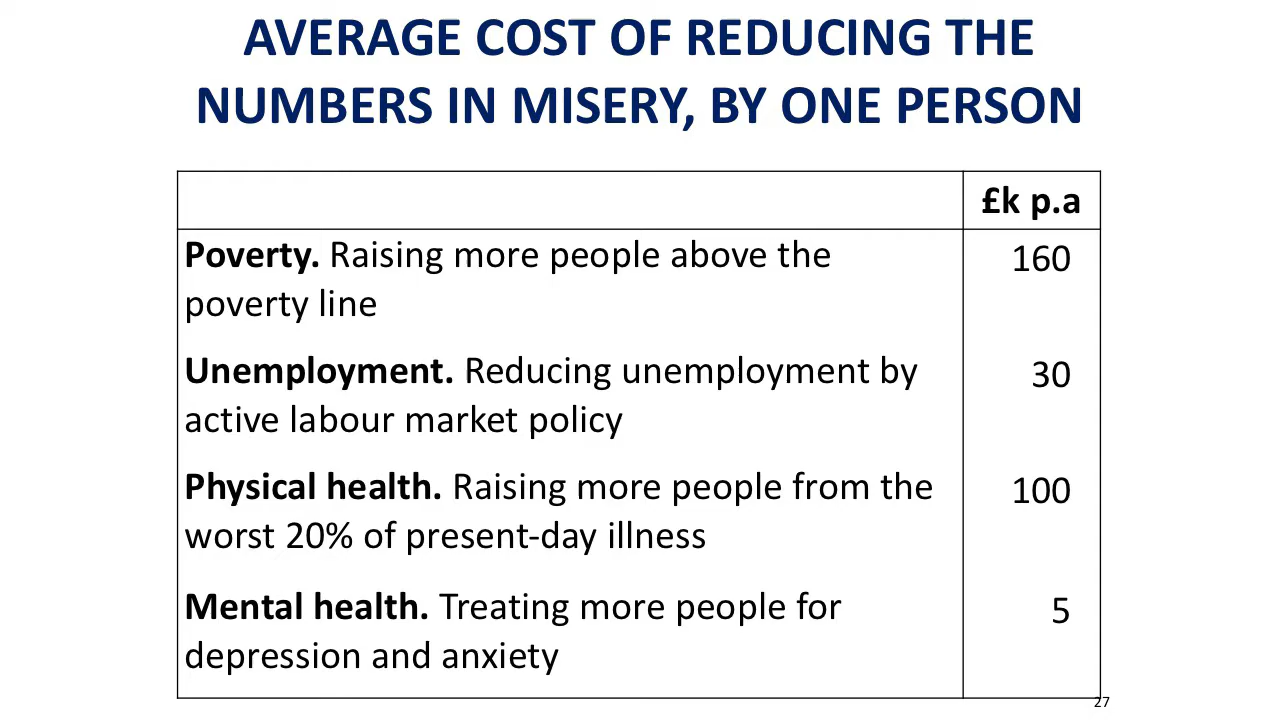 AVERAGE COST OF REDUCING THE
NUMBERS IN MISERY, BY ONE PERSON
£k p.a
Poverty. Raising more people above the
poverty line
160
Unemployment. Reducing unemployment by
active labour market policy
30
Physical health. Raising more people from the
worst 20% of present-day illness
100
Mental health. Treating more people for
depression and anxiety
5
27